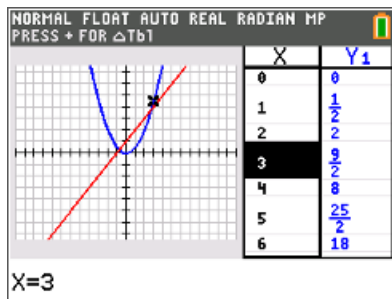 NORMAL FLOAT AUTO REAL RADIAN MP
PRESS + FOR △Tbl
X Y1
0 0
1 1/2
2 2
3 9/2
4 8
5 25/2
6 18
X=3